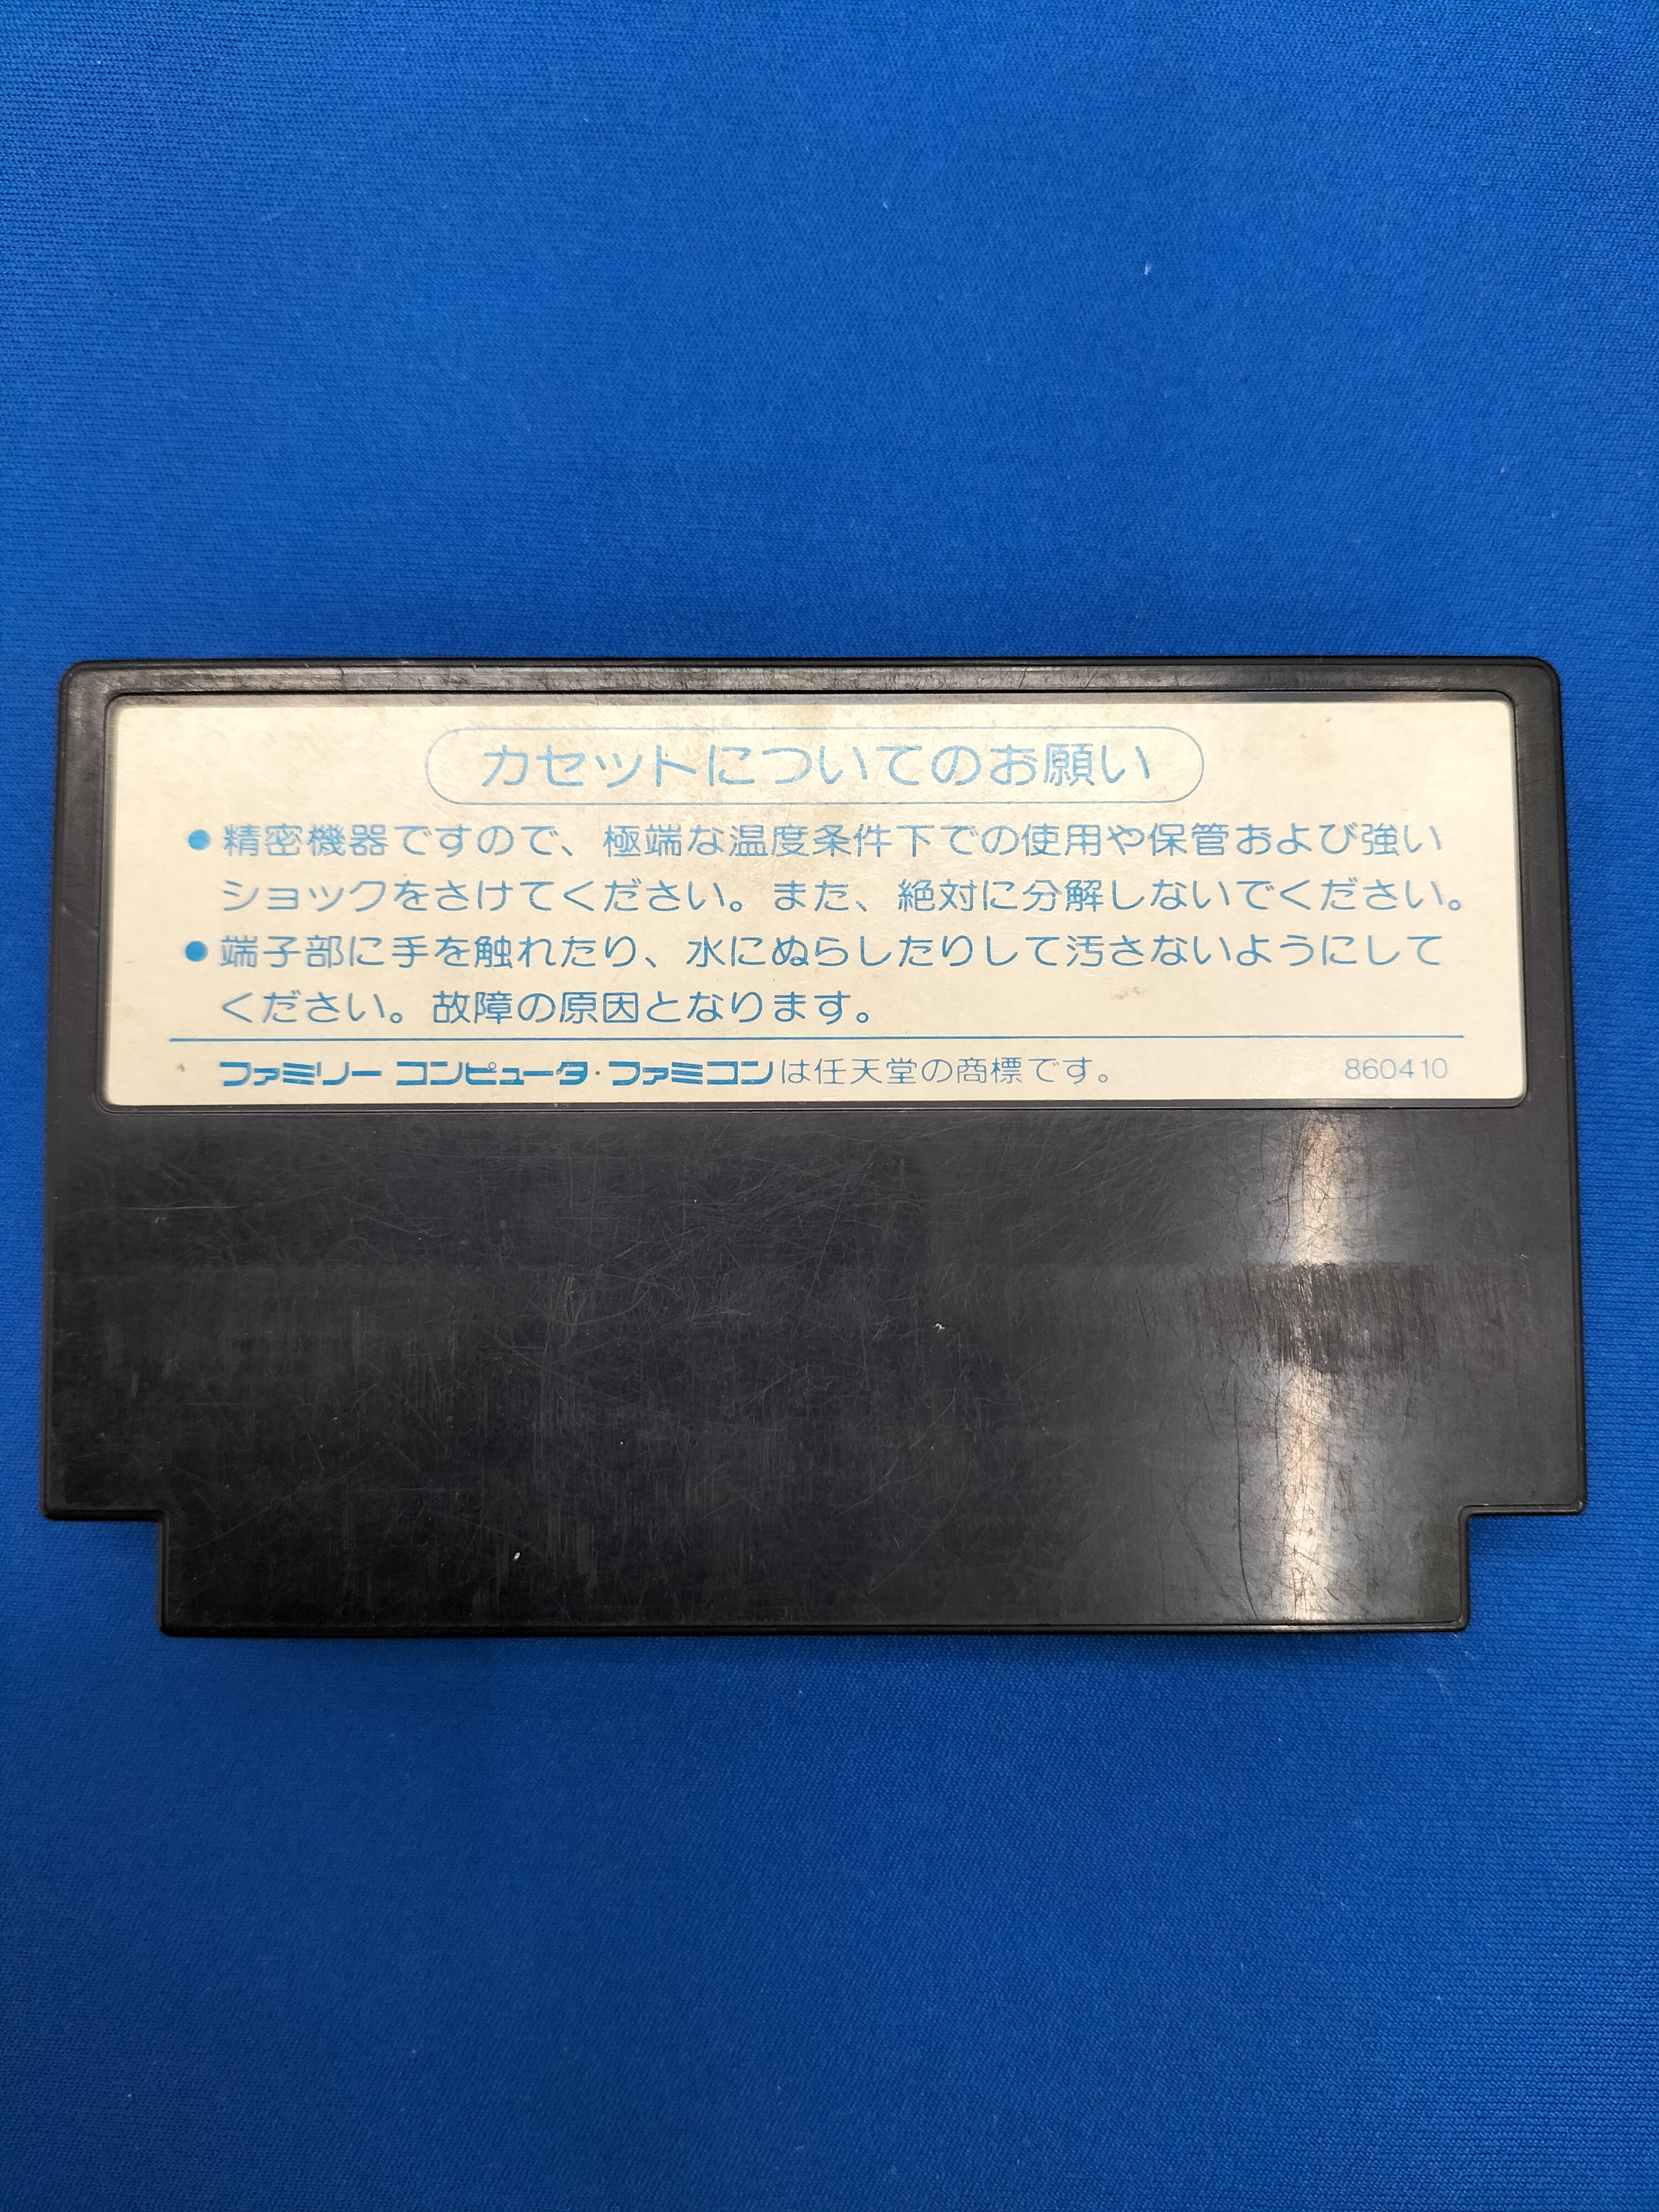 カセットについてのお願い
●精密機器ですので、極端な温度条件下での使用や保管および強い
ショックをさけてください。また、絶対に分解しないでください。
●端子部に手を触れたり、水にぬらしたりして汚さないようにして
ください。故障の原因となります。
ファミリー コンピュータ・ファミコンは任天堂の商標です。 860410